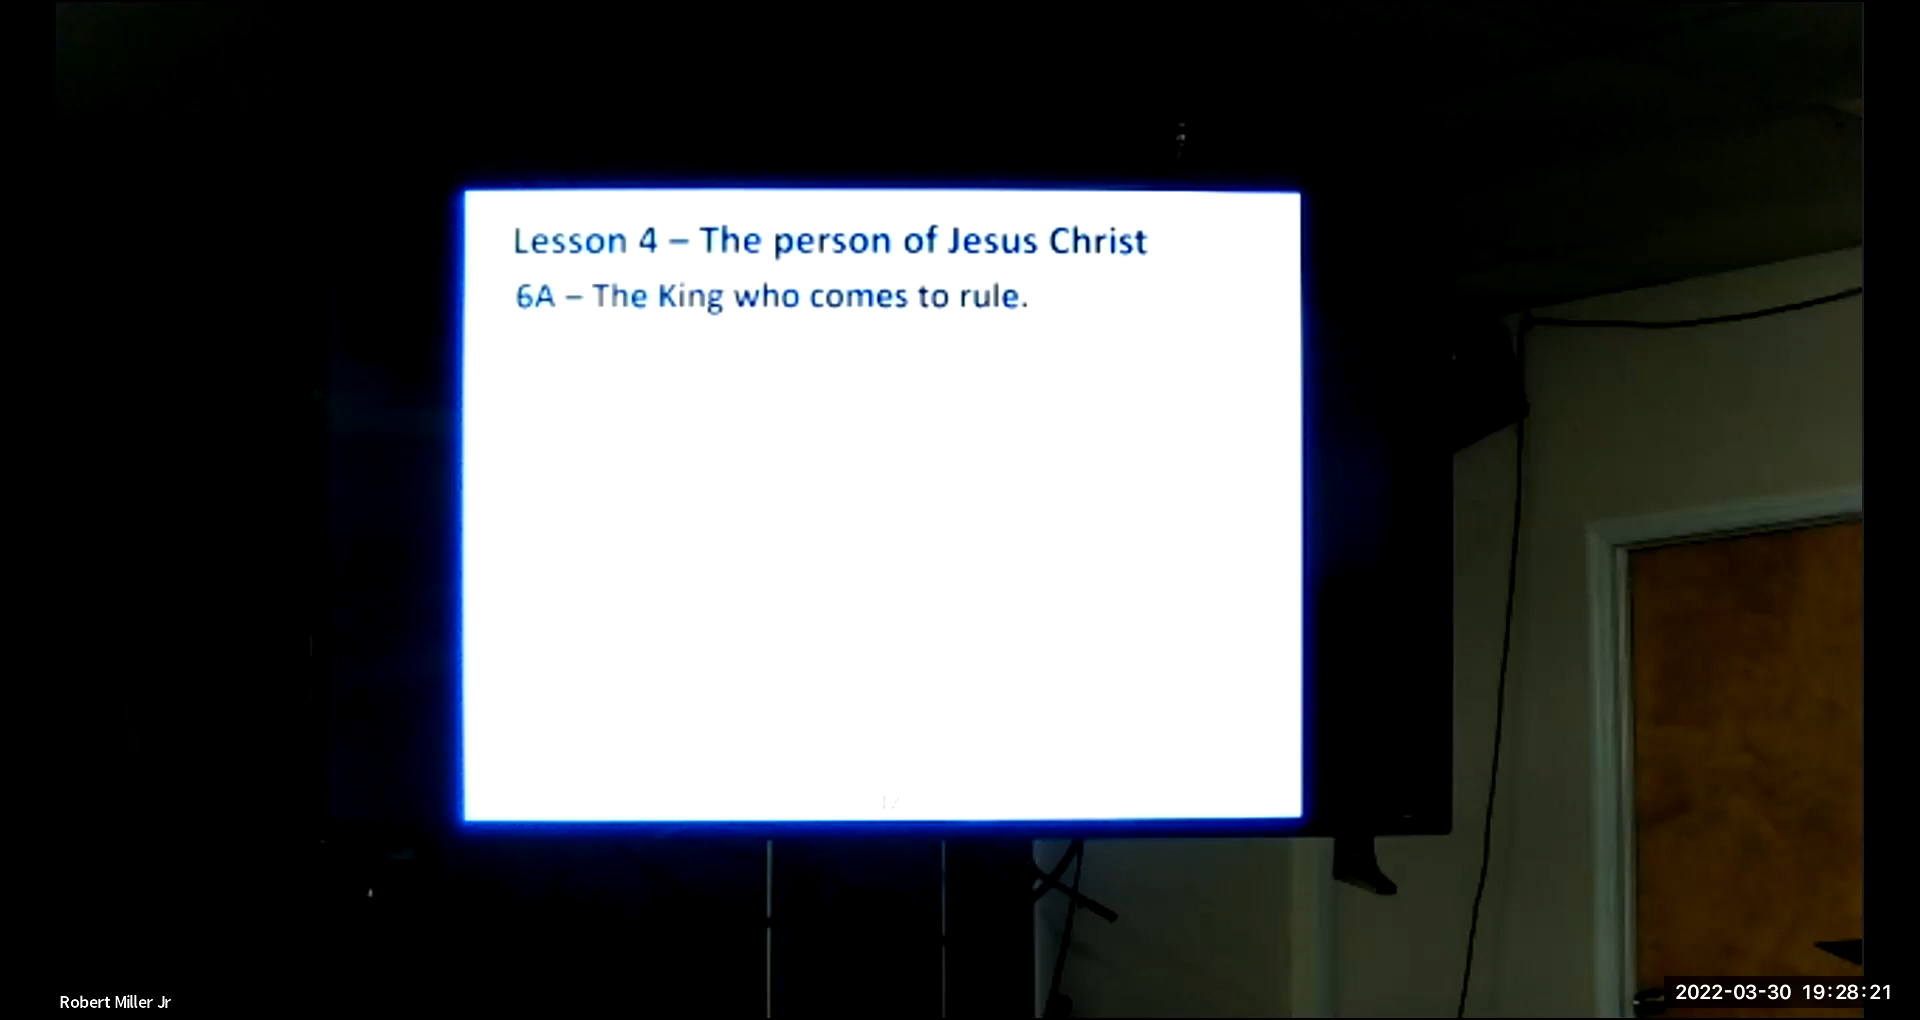 Lesson 4 – The person of Jesus Christ
6A – The King who comes to rule.
Robert Miller Jr
2022-03-30 19:28:21